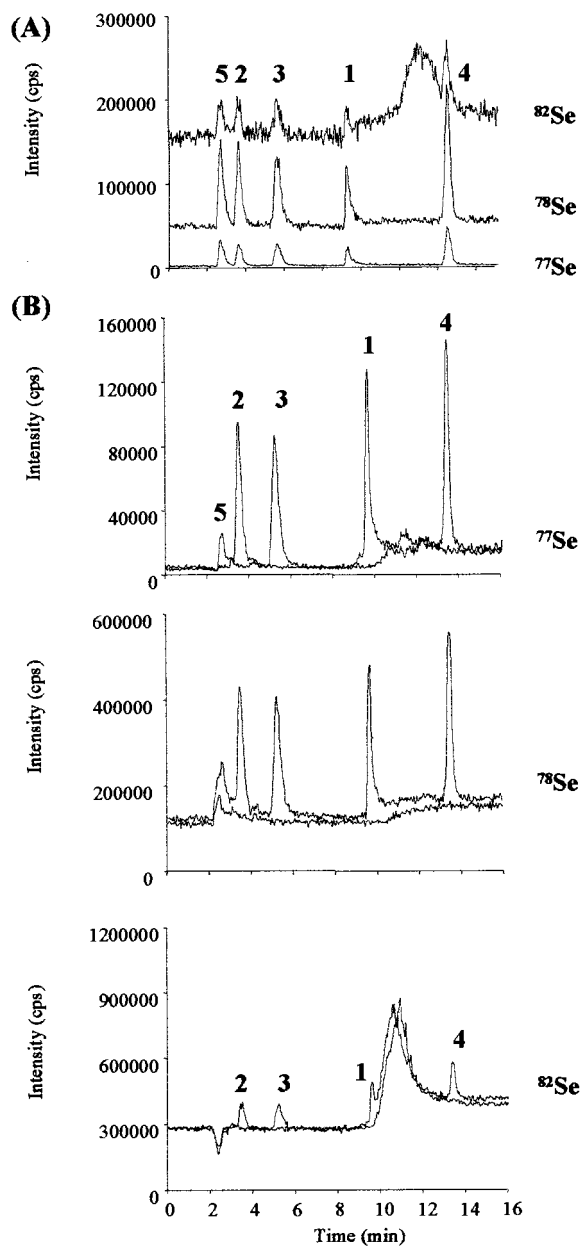 (A)
300000
200000
100000
0
Intensity (cps)
5 2 3 1 4
⁸²Se
⁷⁸Se
⁷⁷Se
(B)
160000
120000
80000
40000
0
Intensity (cps)
5 2 3 1 4
⁷⁷Se
600000
400000
200000
0
Intensity (cps)
⁷⁸Se
1200000
900000
600000
300000
0
Intensity (cps)
2 3 1 4
⁸²Se
0 2 4 6 8 10 12 14 16
Time (min)